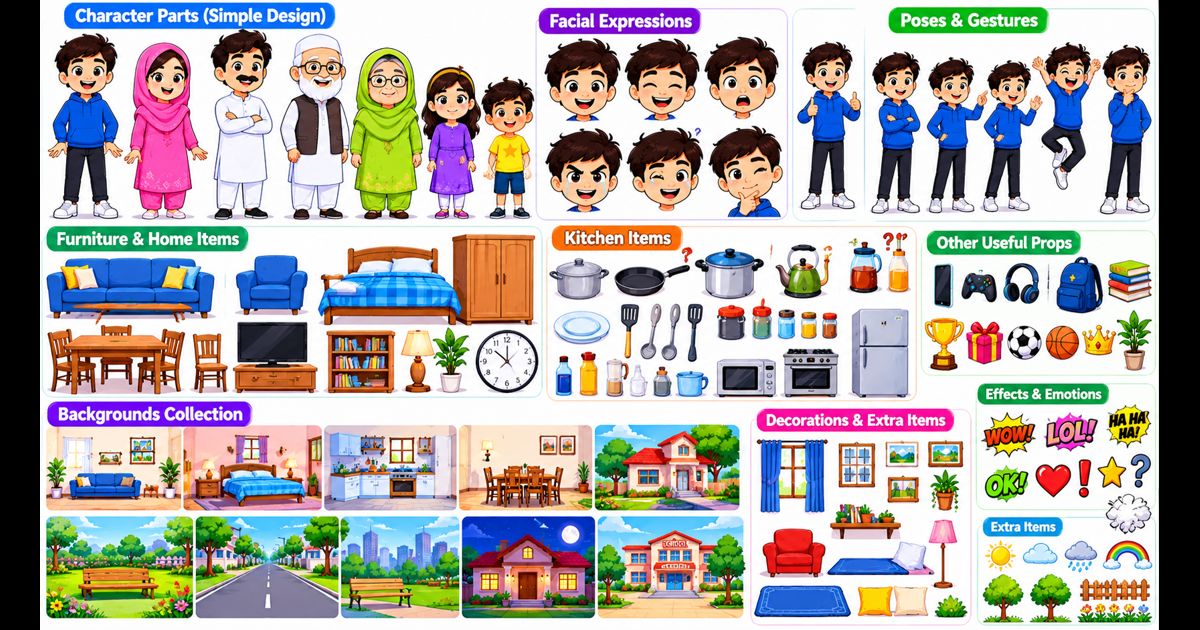 Character Parts (Simple Design)
Facial Expressions
Poses & Gestures
?
Furniture & Home Items
Kitchen Items
?
??
Other Useful Props
12
Backgrounds Collection
SCHOOL
Decorations & Extra Items
Effects & Emotions
WOW!
LOL!
HA HA
HA!
OK!
!
?
Extra Items